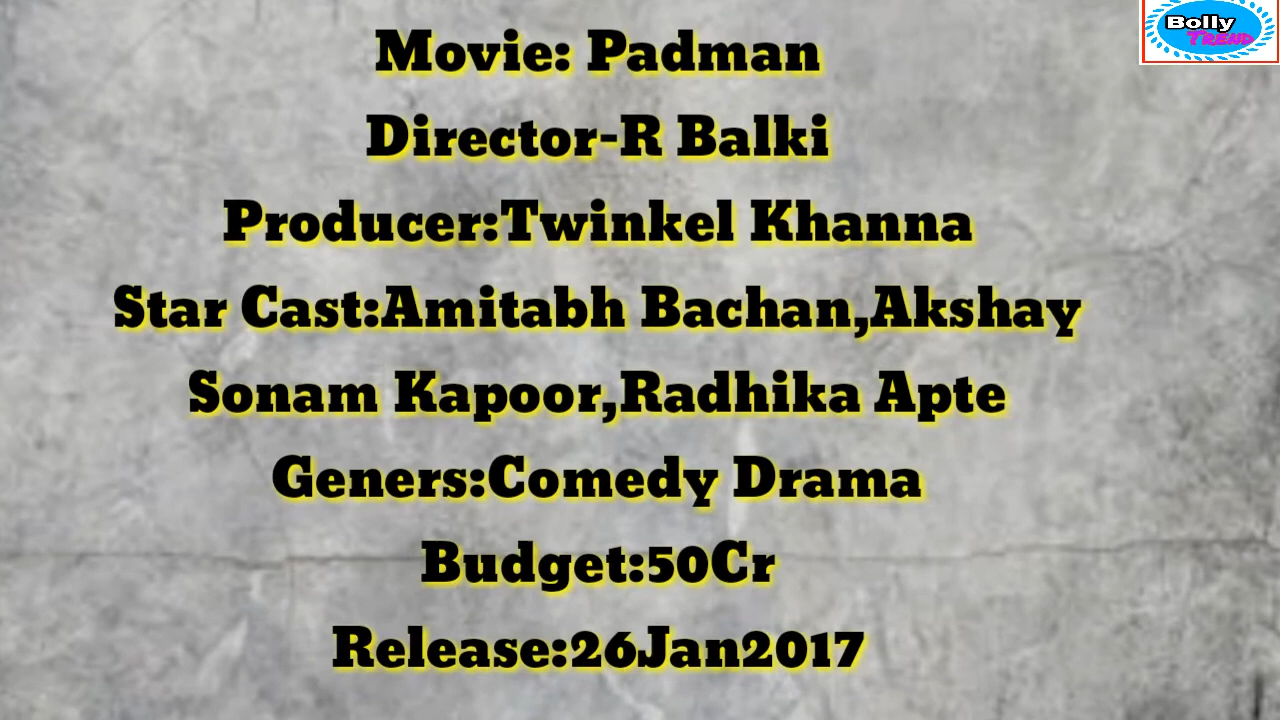 Bolly
Trend
Movie: Padman
Director-R Balki
Producer:Twinkel Khanna
Star Cast:Amitabh Bachan,Akshay
Sonam Kapoor,Radhika Apte
Geners:Comedy Drama
Budget:50Cr
Release:26Jan2017